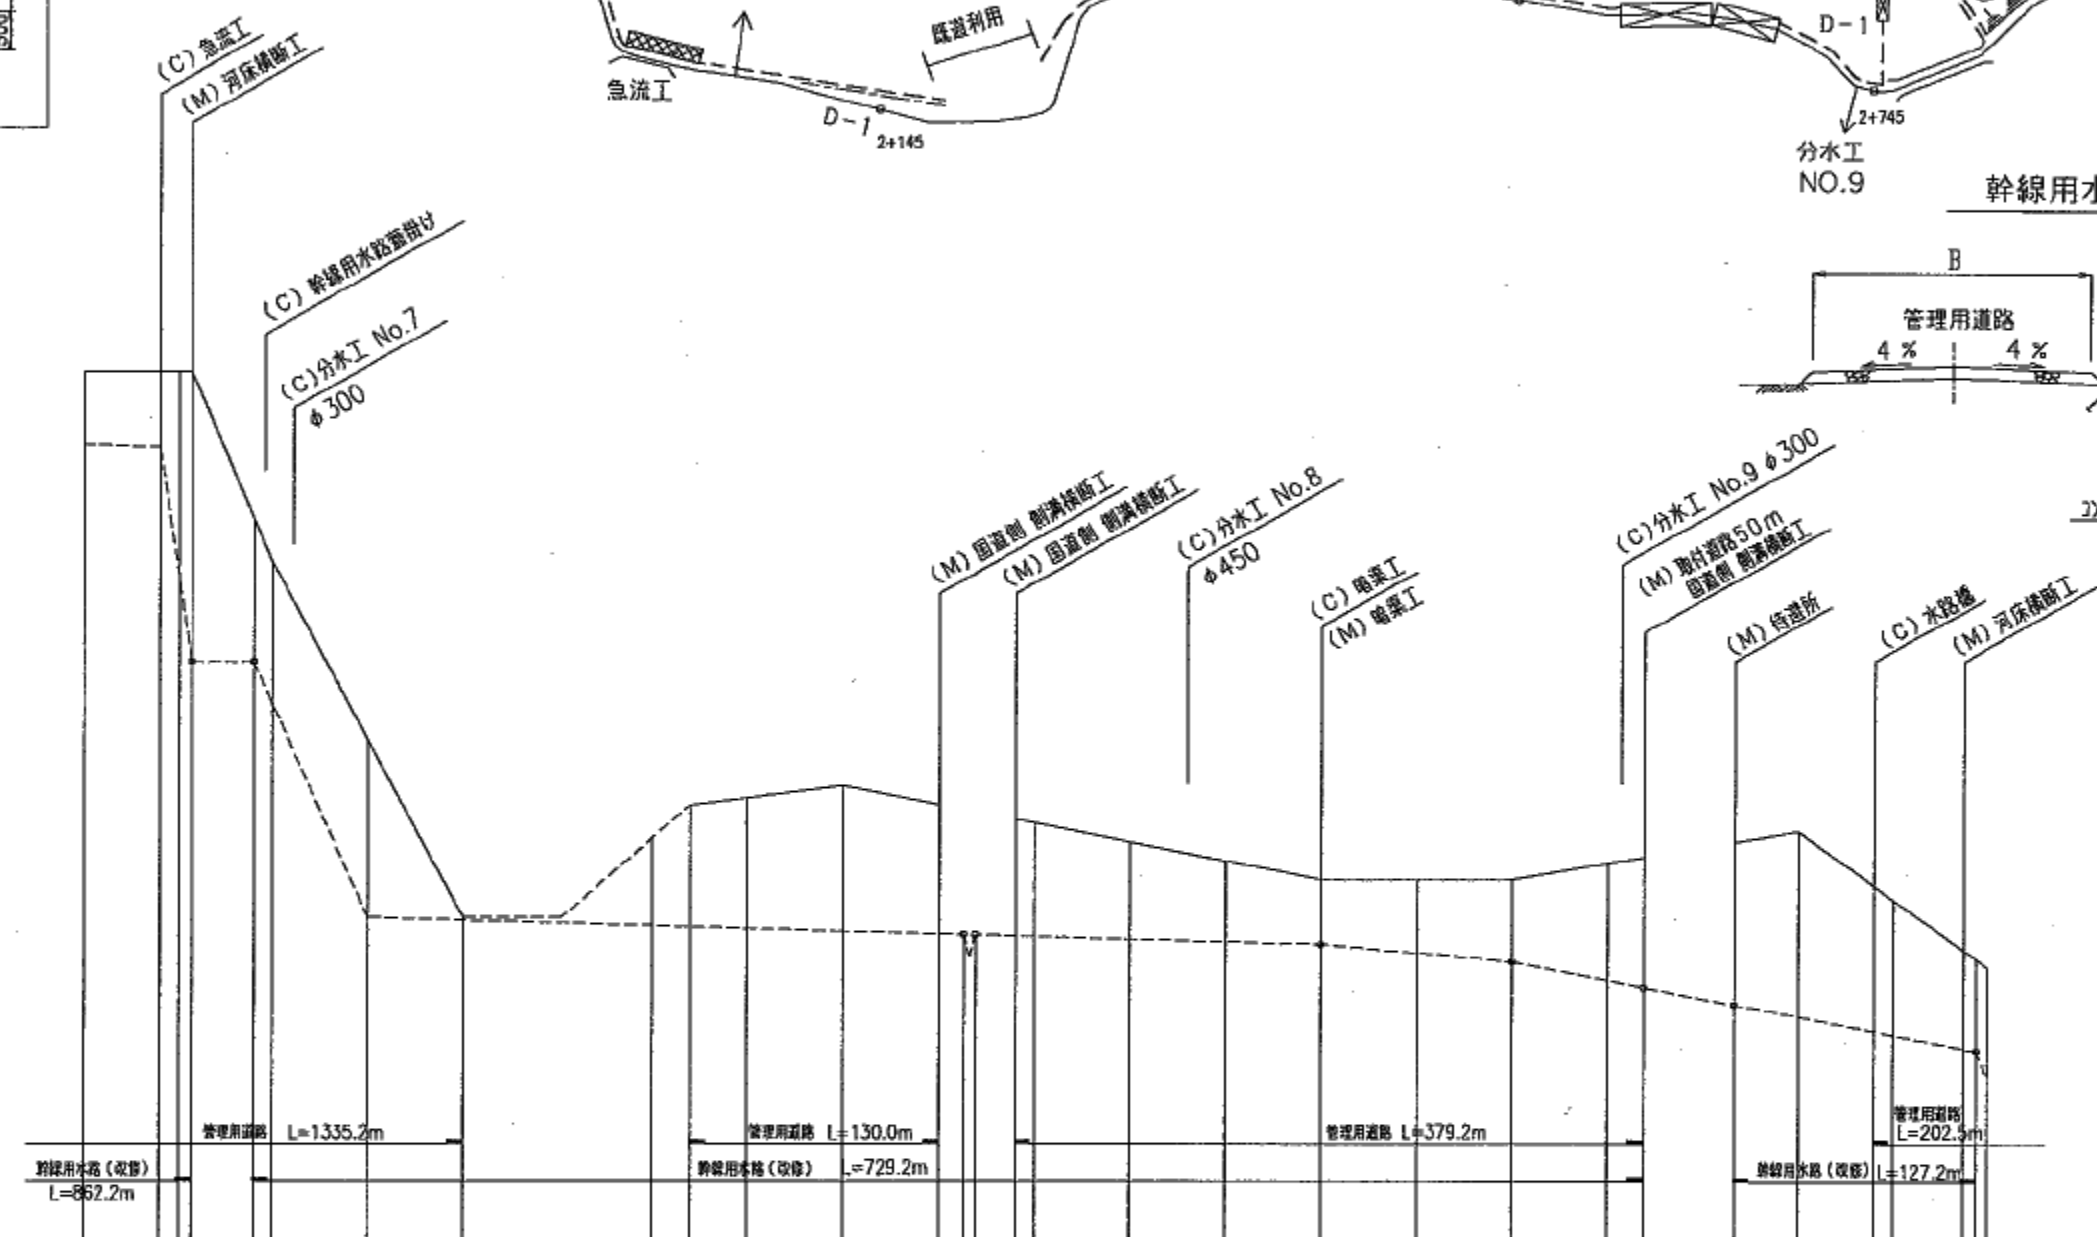 (C) 急流工
(M) 河床横断工
急流工
既道利用
D-1
2+145
D-1
2+745
分水工
NO.9
幹線用水
B
管理用道路
4 %
4 %
(C) 幹線用水路蓋掛け
(C)分水工 No.7
φ300
(M) 国道側 側溝横断工
(M) 国道側 側溝横断工
(C)分水工 No.8
φ450
(C) 暗渠工
(M) 暗渠工
(C)分水工 No.9 φ300
(M) 取付道路50m
国道側 側溝横断工
(M) 待避所
(C) 水路橋
(M) 河床横断工
管理用道路 L=1335.2m
管理用道路 L=130.0m
管理用道路 L=379.2m
管理用道路
L=202.5m
幹線用水路(改修)
L=862.2m
幹線用水路(改修) L=729.2m
幹線用水路(改修) L=127.2m